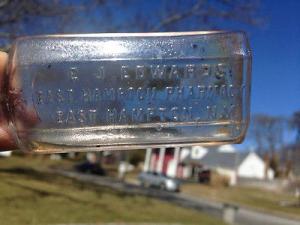 E J EDWARDS
EAST HAMPTON PHARMACY
EAST HAMPTON, N.Y.